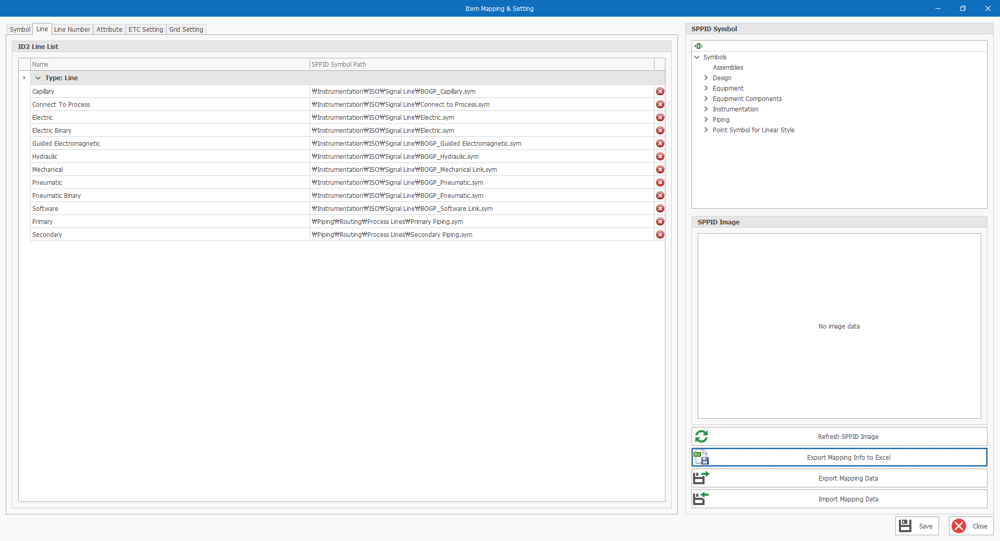 Item Mapping & Setting
Symbol Line Line Number Attribute ETC Setting Grid Setting
ID2 Line List
Name SPPID Symbol Path
Type: Line
Capillary ₩Instrumentation₩ISO₩Signal Line₩BOGP_Capillary.sym
Connect To Process ₩Instrumentation₩ISO₩Signal Line₩Connect to Process.sym
Electric ₩Instrumentation₩ISO₩Signal Line₩Electric.sym
Electric Binary ₩Instrumentation₩ISO₩Signal Line₩Electric.sym
Guided Electromagnetic ₩Instrumentation₩ISO₩Signal Line₩BOGP_Guided Electromagnetic.sym
Hydraulic ₩Instrumentation₩ISO₩Signal Line₩BOGP_Hydraulic.sym
Mechanical ₩Instrumentation₩ISO₩Signal Line₩BOGP_Mechanical Link.sym
Pneumatic ₩Instrumentation₩ISO₩Signal Line₩BOGP_Pneumatic.sym
Pneumatic Binary ₩Instrumentation₩ISO₩Signal Line₩BOGP_Pneumatic.sym
Software ₩Instrumentation₩ISO₩Signal Line₩BOGP_Software Link.sym
Primary ₩Piping₩Routing₩Process Lines₩Primary Piping.sym
Secondary ₩Piping₩Routing₩Process Lines₩Secondary Piping.sym
SPPID Symbol
ABC
Symbols
Assemblies
Design
Equipment
Equipment Components
Instrumentation
Piping
Point Symbol for Linear Style
SPPID Image
No image data
Refresh SPPID Image
XLS Export Mapping Info to Excel
Export Mapping Data
Import Mapping Data
Save Close